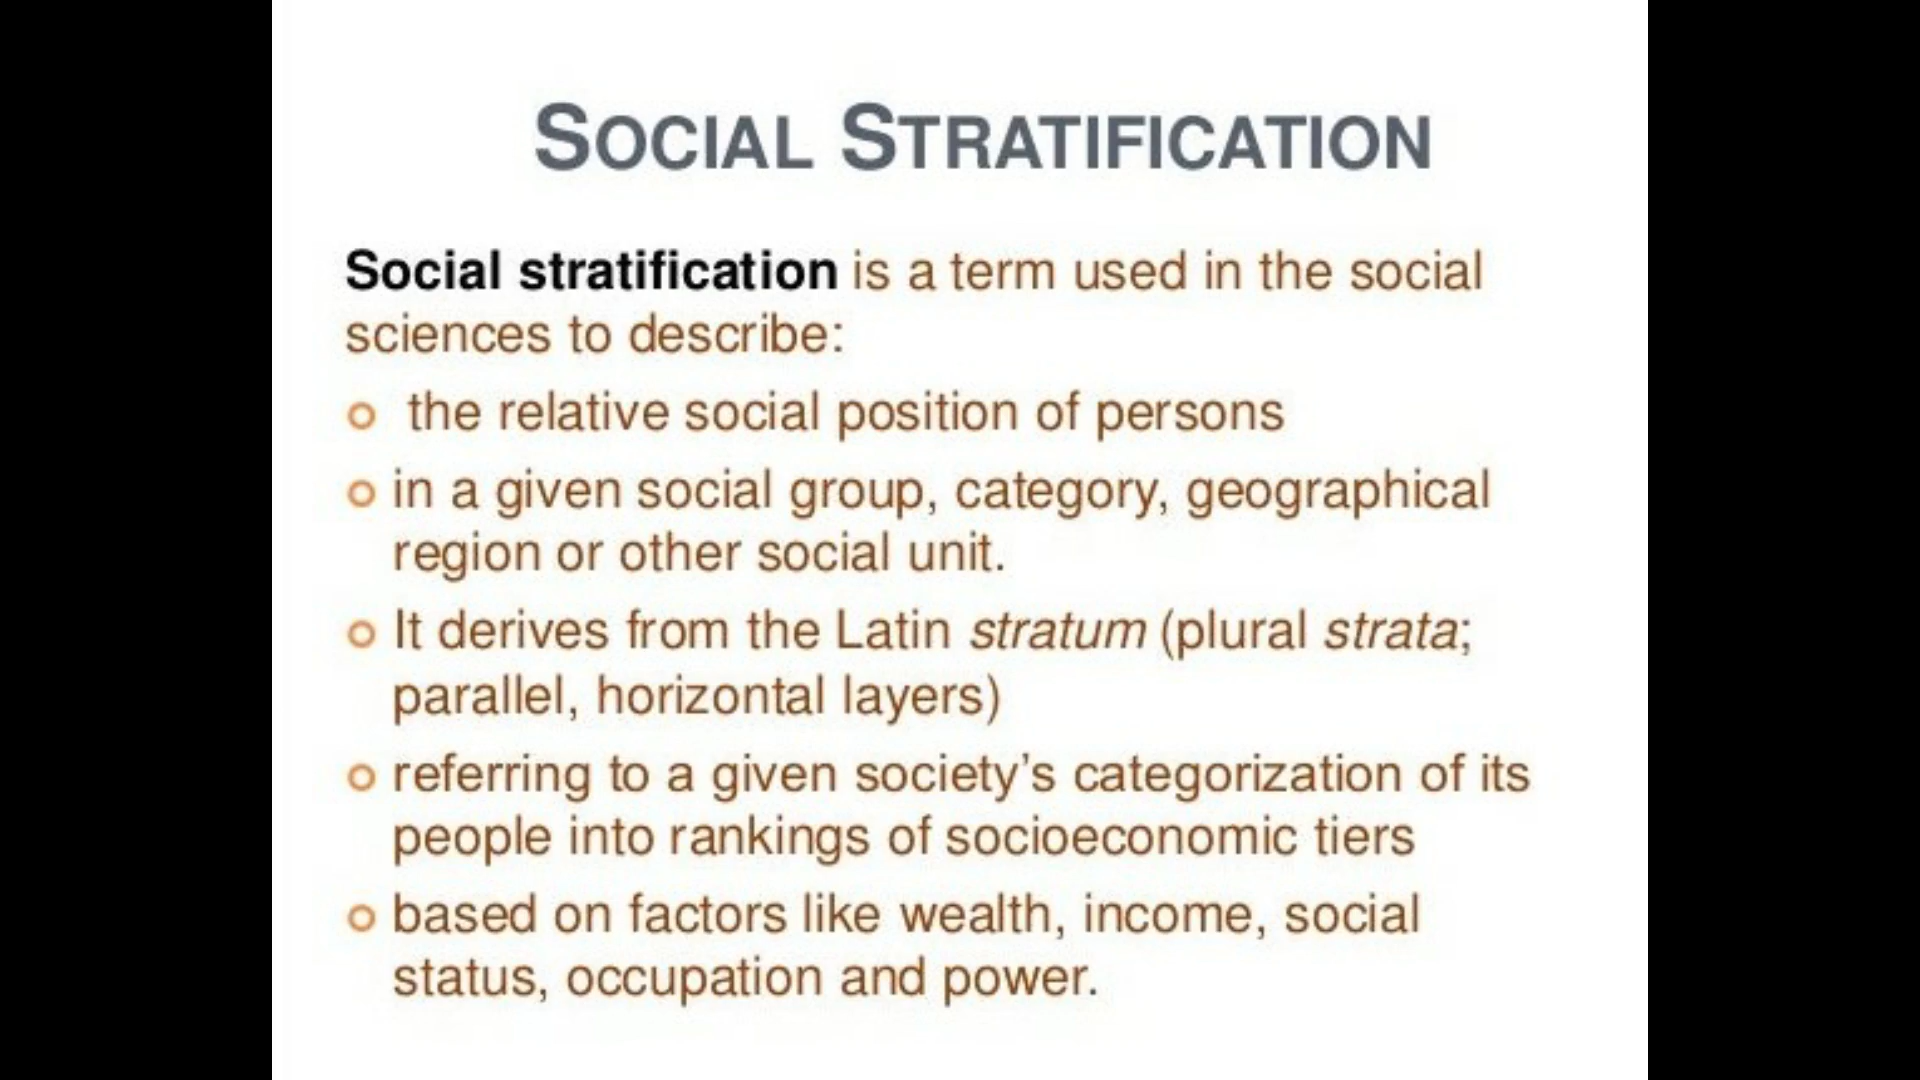 SOCIAL STRATIFICATION
Social stratification is a term used in the social
sciences to describe:
the relative social position of persons
in a given social group, category, geographical
region or other social unit.
It derives from the Latin stratum (plural strata;
parallel, horizontal layers)
referring to a given society’s categorization of its
people into rankings of socioeconomic tiers
based on factors like wealth, income, social
status, occupation and power.